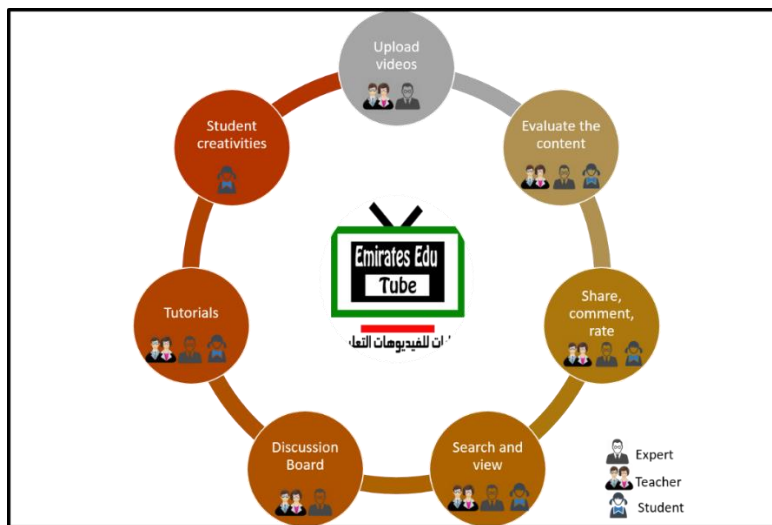 Upload
videos
Evaluate the
content
Share,
comment,
rate
Search and
view
Discussion
Board
Tutorials
Student
creativities
Emirates Edu
Tube
للفيديوهات
Expert
Teacher
Student